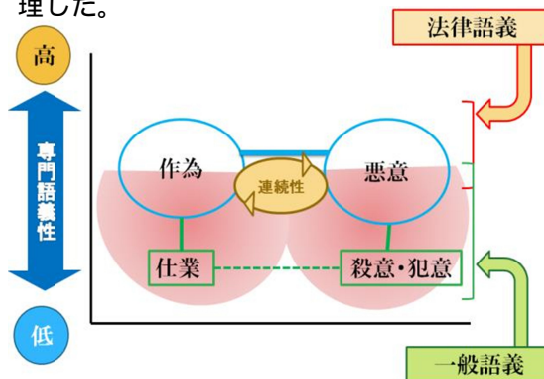 理した。
法律語義
高
専門語義性
作為
悪意
連続性
仕業
殺意・犯意
低
一般語義